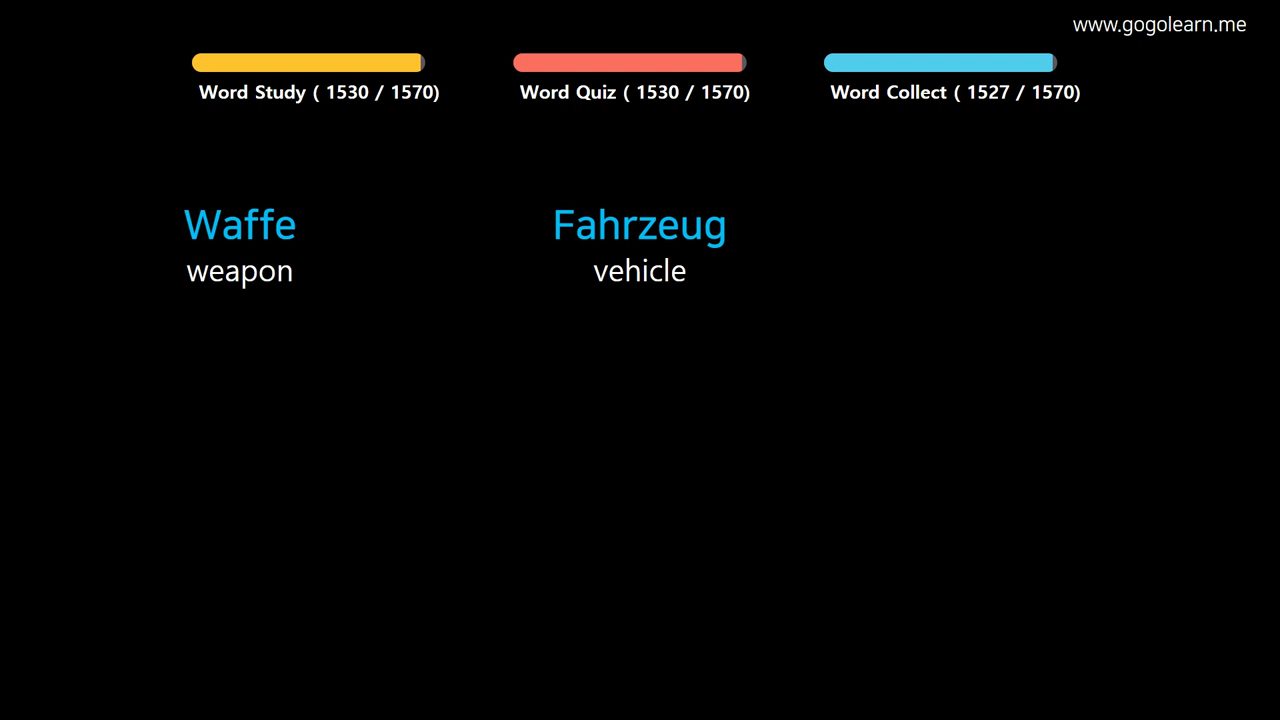 www.gogolearn.me
Word Study ( 1530 / 1570)
Word Quiz ( 1530 / 1570)
Word Collect ( 1527 / 1570)
Waffe
weapon
Fahrzeug
vehicle